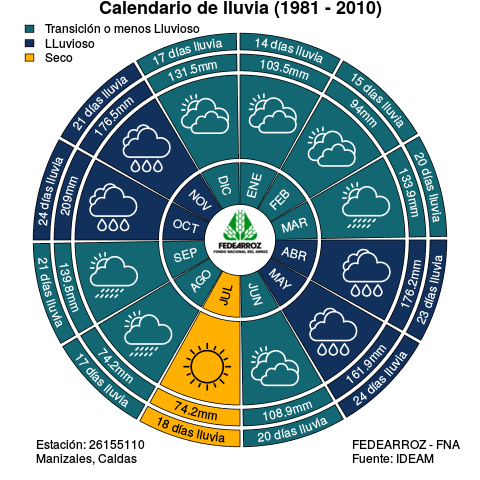 Calendario de lluvia (1981 - 2010)
Transición o menos Lluvioso
LLuvioso
Seco
14 días lluvia
103.5mm
ENE
15 días lluvia
94mm
FEB
20 días lluvia
133.9mm
MAR
23 días lluvia
176.2mm
ABR
24 días lluvia
161.9mm
MAY
20 días lluvia
108.9mm
JUN
18 días lluvia
74.2mm
JUL
17 días lluvia
74.2mm
AGO
21 días lluvia
139.8mm
SEP
24 días lluvia
209mm
OCT
21 días lluvia
176.5mm
NOV
17 días lluvia
131.5mm
DIC
FEDEARROZ
FONDO NACIONAL DEL ARROZ
Estación: 26155110
Manizales, Caldas
FEDEARROZ - FNA
Fuente: IDEAM